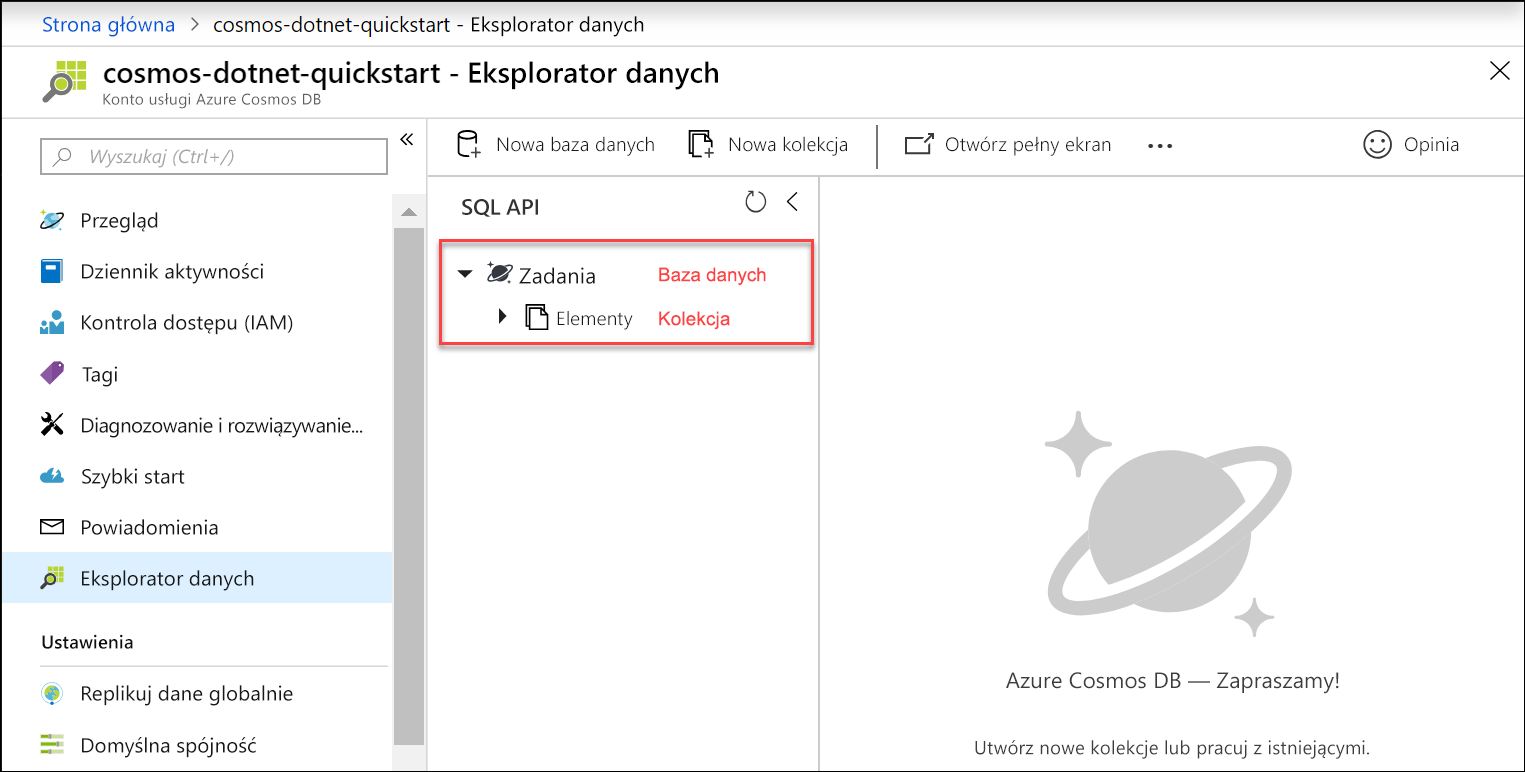 Strona główna > cosmos-dotnet-quickstart - Eksplorator danych
cosmos-dotnet-quickstart - Eksplorator danych
Konto usługi Azure Cosmos DB
Wyszukaj (Ctrl+/)
Przegląd
Dziennik aktywności
Kontrola dostępu (IAM)
Tagi
Diagnozowanie i rozwiązywanie...
Szybki start
Powiadomienia
Eksplorator danych
Ustawienia
Replikuj dane globalnie
Domyślna spójność
Nowa baza danych Nowa kolekcja Otwórz pełny ekran ... Opinia
SQL API
Zadania Baza danych
Elementy Kolekcja
Azure Cosmos DB — Zapraszamy!
Utwórz nowe kolekcje lub pracuj z istniejącymi.